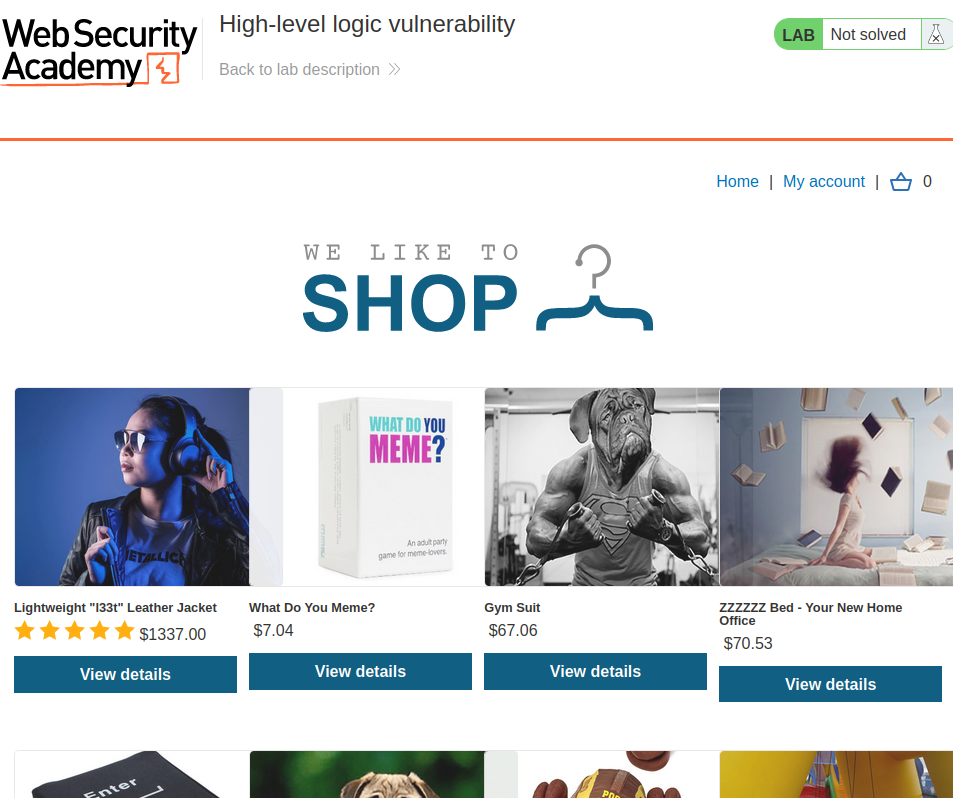 Web Security
Academy
High-level logic vulnerability
Back to lab description
LAB Not solved
Home | My account | 0
WE LIKE TO
SHOP
METALLICA
WHAT DO YOU
MEME?
An adult party
game for meme-lovers.
Lightweight "l33t" Leather Jacket
$1337.00
View details
What Do You Meme?
$7.04
View details
Gym Suit
$67.06
View details
ZZZZZZ Bed - Your New Home
Office
$70.53
View details
Enter